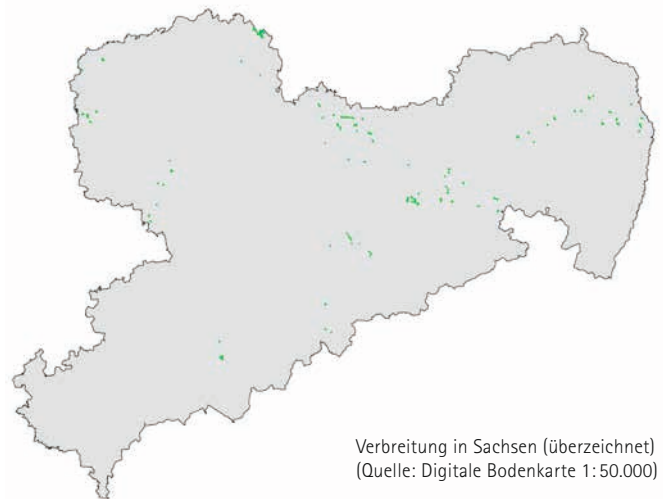 Verbreitung in Sachsen (überzeichnet)
(Quelle: Digitale Bodenkarte 1:50.000)